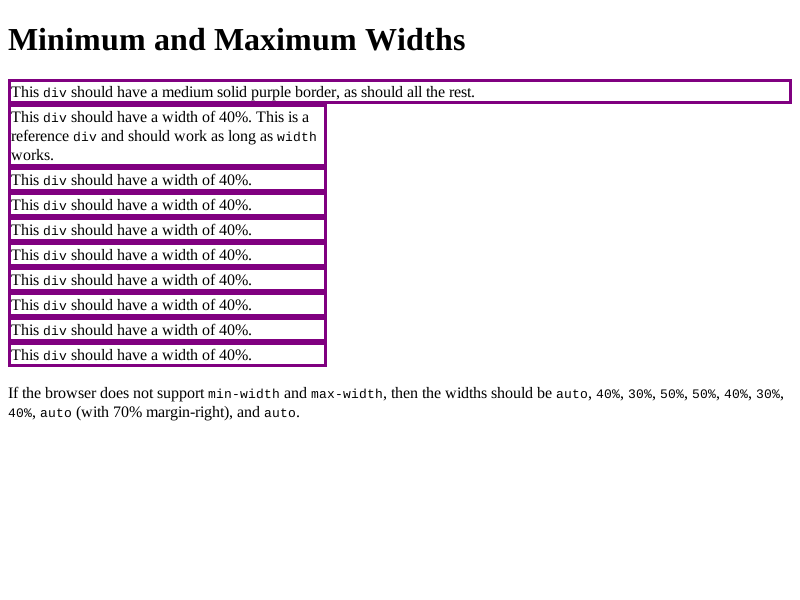 Minimum and Maximum Widths
This div should have a medium solid purple border, as should all the rest.
This div should have a width of 40%. This is a
reference div and should work as long as width
works.
This div should have a width of 40%.
This div should have a width of 40%.
This div should have a width of 40%.
This div should have a width of 40%.
This div should have a width of 40%.
This div should have a width of 40%.
This div should have a width of 40%.
This div should have a width of 40%.
If the browser does not support min-width and max-width, then the widths should be auto, 40%, 30%, 50%, 50%, 40%, 30%,
40%, auto (with 70% margin-right), and auto.